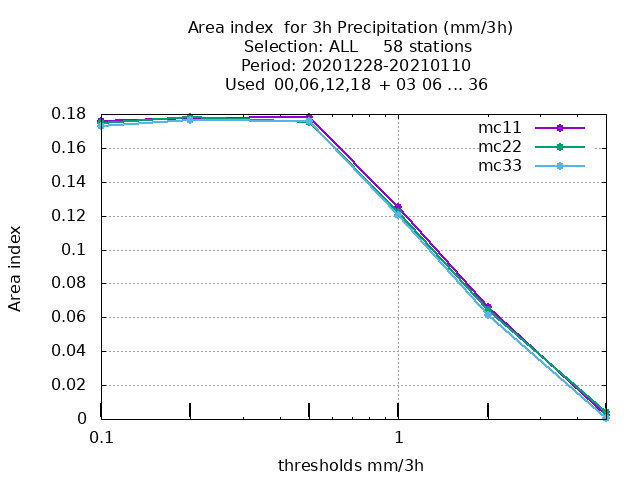 Area index  for 3h Precipitation (mm/3h)
Selection: ALL     58 stations
Period: 20201228-20210110
Used  00,06,12,18  + 03 06 ... 36
0.18
0.16
0.14
0.12
0.1
0.08
0.06
0.04
0.02
0
Area index
mc11
mc22
mc33
0.1
1
thresholds mm/3h